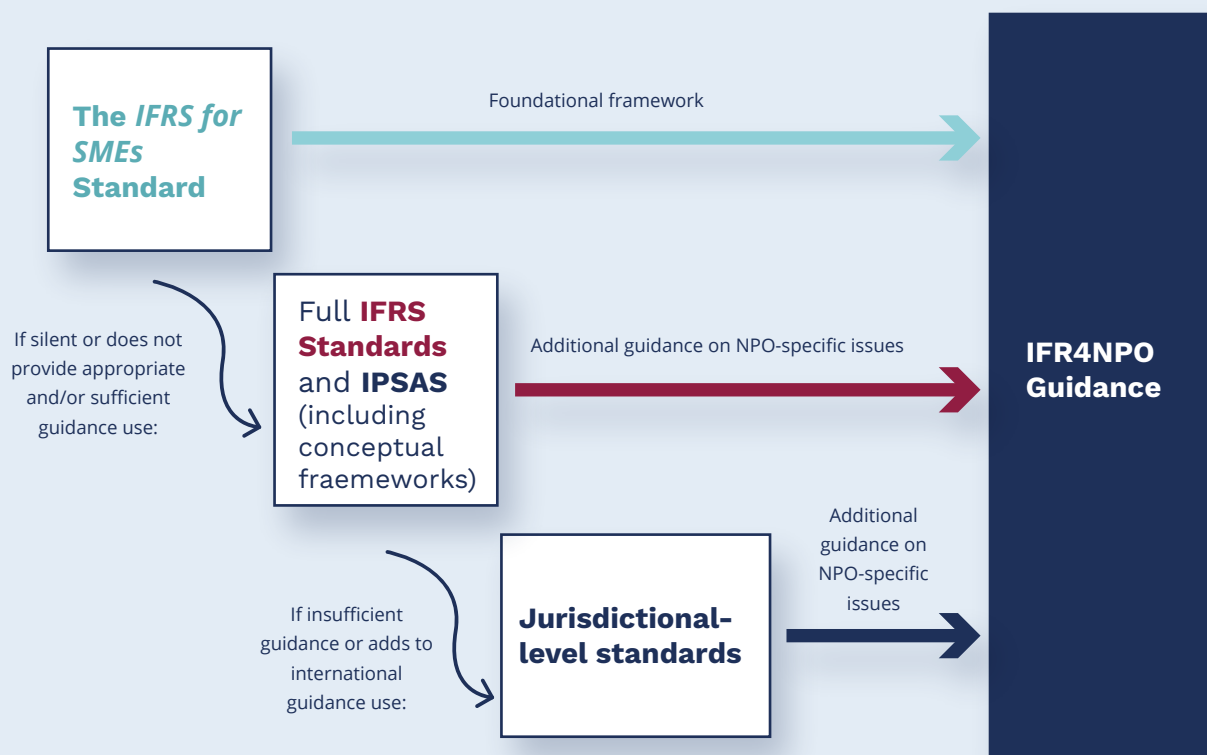 The IFRS for
SMEs
Standard
Foundational framework
If silent or does not
provide appropriate
and/or sufficient
guidance use:
Full IFRS
Standards
and IPSAS
(including
conceptual
fraemeworks)
Additional guidance on NPO-specific issues
IFR4NPO
Guidance
If insufficient
guidance or adds to
international
guidance use:
Jurisdictional-
level standards
Additional
guidance on
NPO-specific
issues